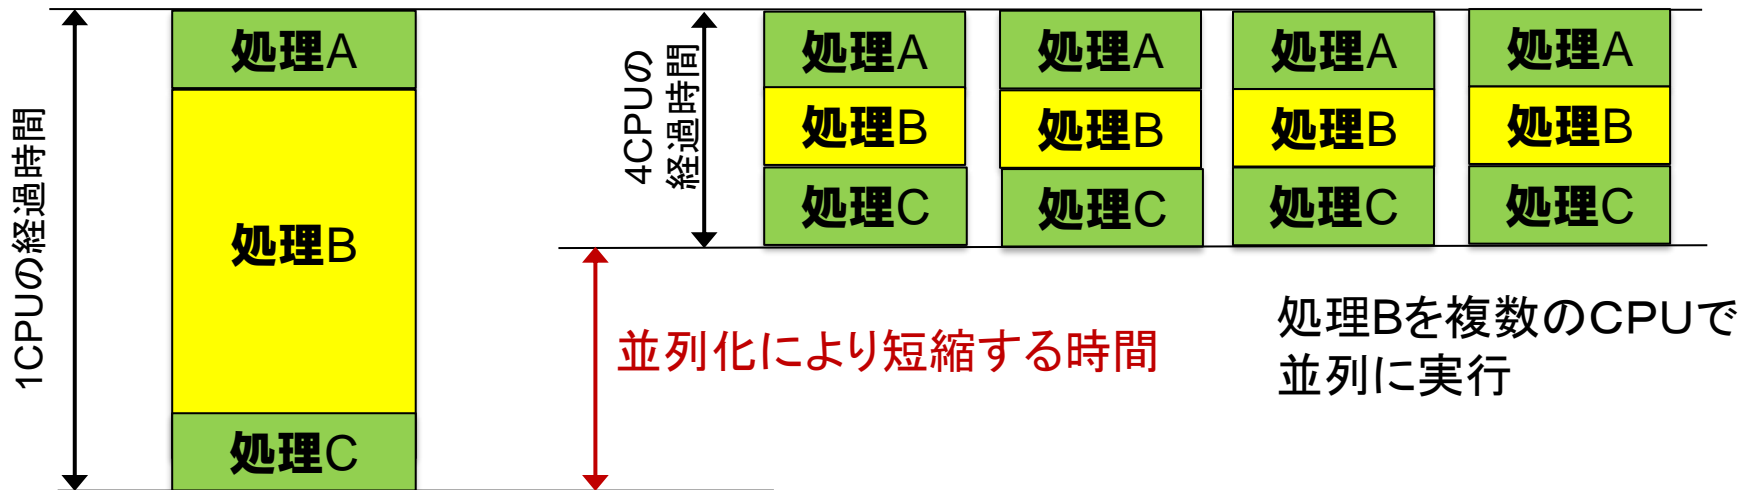 1CPUの経過時間
処理A
処理B
処理C
4CPUの
経過時間
処理A
処理B
処理C
処理A
処理B
処理C
処理A
処理B
処理C
処理A
処理B
処理C
並列化により短縮する時間
処理Bを複数のCPUで
並列に実行